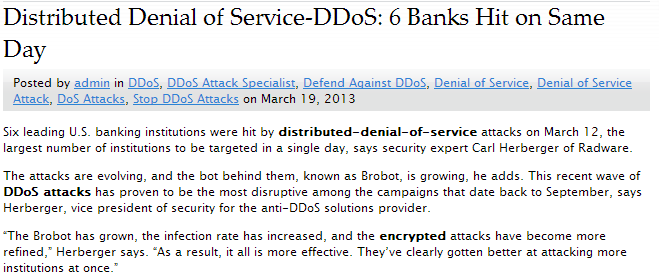 Distributed Denial of Service-DDoS: 6 Banks Hit on Same
Day
Posted by admin in DDoS, DDoS Attack Specialist, Defend Against DDoS, Denial of Service, Denial of Service
Attack, DoS Attacks, Stop DDoS Attacks on March 19, 2013
Six leading U.S. banking institutions were hit by distributed-denial-of-service attacks on March 12, the
largest number of institutions to be targeted in a single day, says security expert Carl Herberger of Radware.
The attacks are evolving, and the bot behind them, known as Brobot, is growing, he adds. This recent wave of
DDoS attacks has proven to be the most disruptive among the campaigns that date back to September, says
Herberger, vice president of security for the anti-DDoS solutions provider.
“The Brobot has grown, the infection rate has increased, and the encrypted attacks have become more
refined,” Herberger says. “As a result, it all is more effective. They’ve clearly gotten better at attacking more
institutions at once.”